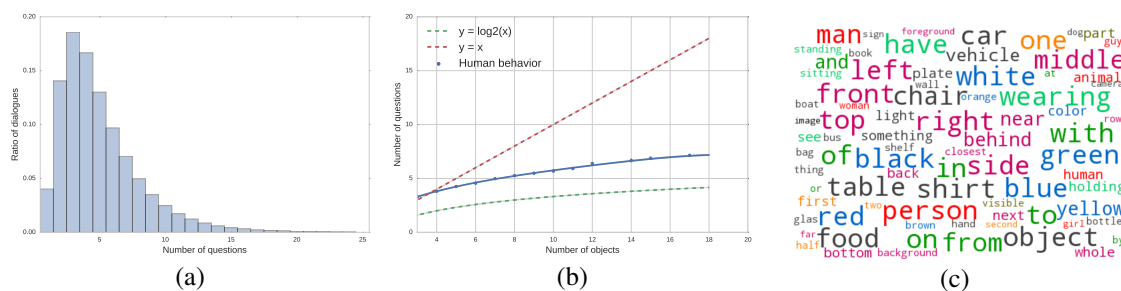 0.20
0.15
0.10
0.05
0.00
5
10
15
20
25
Ratio of dialogues
Number of questions
(a)
20
15
10
5
0
4
6
8
10
12
14
16
18
20
Number of questions
Number of objects
y = log2(x)
y = x
Human behavior
(b)
man sign foreground car one dog part
standing book have vehicle guy
and left middle
sitting plate white at animal
front wall chair orange wearing camera
boat woman color
image top light right near row
see bus something behind with
bag of shelf black closest in side green
thing back human
or table shirt blue holding
first two person visible yellow
glas red brown hand next second to girl bottle
far food on from object by
half bottom background whole
(c)